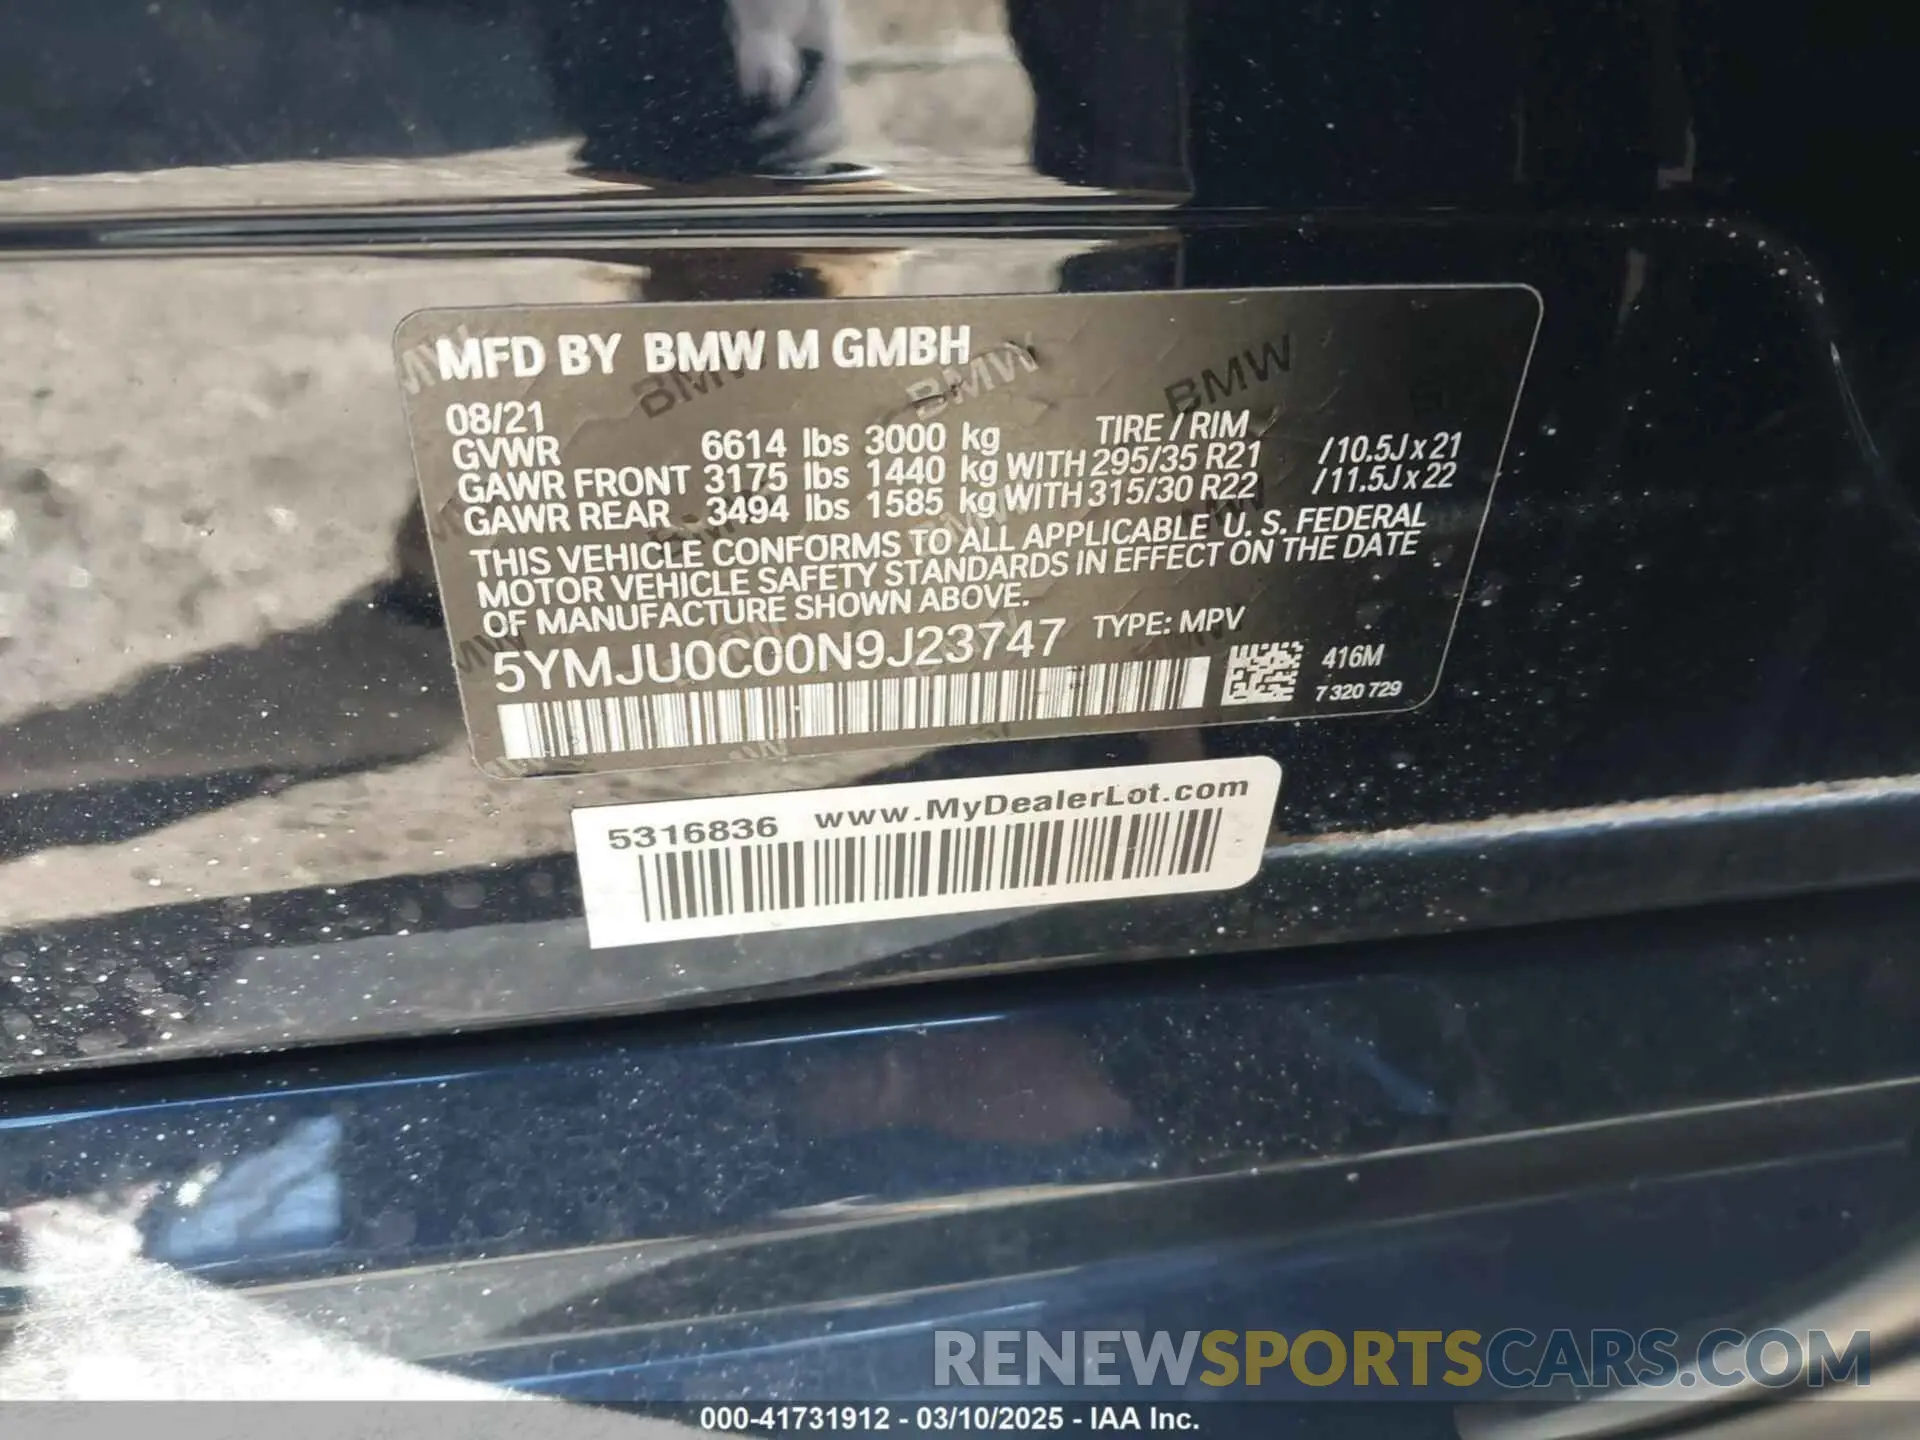 MFD BY BMW M GMBH
08/21
GVWR 6614 lbs 3000 kg TIRE / RIM
GAWR FRONT 3175 lbs 1440 kg WITH 295/35 R21 /10.5J x 21
GAWR REAR 3494 lbs 1585 kg WITH 315/30 R22 /11.5J x 22
THIS VEHICLE CONFORMS TO ALL APPLICABLE U. S. FEDERAL
MOTOR VEHICLE SAFETY STANDARDS IN EFFECT ON THE DATE
OF MANUFACTURE SHOWN ABOVE.
5YMJU0C00N9J23747 TYPE: MPV
416M
7 320 729
5316836 www.MyDealerLot.com
RENEWSPORTSCARS.COM
000-41731912 - 03/10/2025 - IAA Inc.